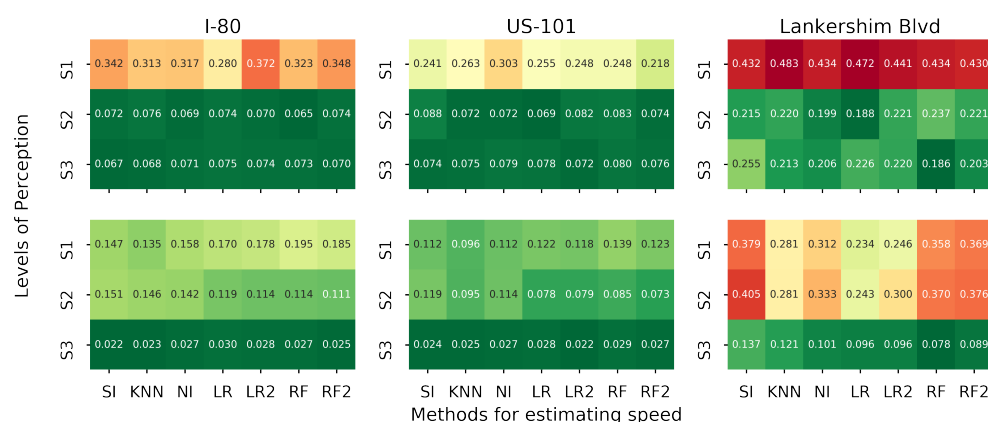 I-80 US-101 Lankershim Blvd
Levels of Perception
S1 0.342 0.313 0.317 0.280 0.372 0.323 0.348 S1 0.241 0.263 0.303 0.255 0.248 0.248 0.218 S1 0.432 0.483 0.434 0.472 0.441 0.434 0.430
S2 0.072 0.076 0.069 0.074 0.070 0.065 0.074 S2 0.088 0.072 0.072 0.069 0.082 0.083 0.074 S2 0.215 0.220 0.199 0.188 0.221 0.237 0.221
S3 0.067 0.068 0.071 0.075 0.074 0.073 0.070 S3 0.074 0.075 0.079 0.078 0.072 0.080 0.076 S3 0.255 0.213 0.206 0.226 0.220 0.186 0.203
S1 0.147 0.135 0.158 0.170 0.178 0.195 0.185 S1 0.112 0.096 0.112 0.122 0.118 0.139 0.123 S1 0.379 0.281 0.312 0.234 0.246 0.358 0.369
S2 0.151 0.146 0.142 0.119 0.114 0.114 0.111 S2 0.119 0.095 0.114 0.078 0.079 0.085 0.073 S2 0.405 0.281 0.333 0.243 0.300 0.370 0.376
S3 0.022 0.023 0.027 0.030 0.028 0.027 0.025 S3 0.024 0.025 0.027 0.028 0.022 0.029 0.027 S3 0.137 0.121 0.101 0.096 0.096 0.078 0.089
SI KNN NI LR LR2 RF RF2 SI KNN NI LR LR2 RF RF2 SI KNN NI LR LR2 RF RF2
Methods for estimating speed